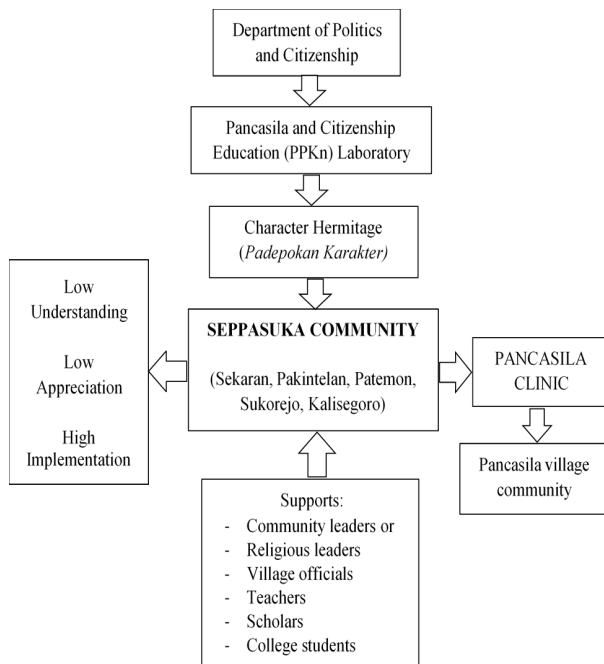 Department of Politics
and Citizenship
Pancasila and Citizenship
Education (PPKn) Laboratory
Character Hermitage
(Padepokan Karakter)
Low
Understanding
Low
Appreciation
High
Implementation
SEPPASUKA COMMUNITY
(Sekaran, Pakintelan, Patemon,
Sukorejo, Kalisegoro)
PANCASILA
CLINIC
Pancasila village
community
Supports:
- Community leaders or
- Religious leaders
- Village officials
- Teachers
- Scholars
- College students